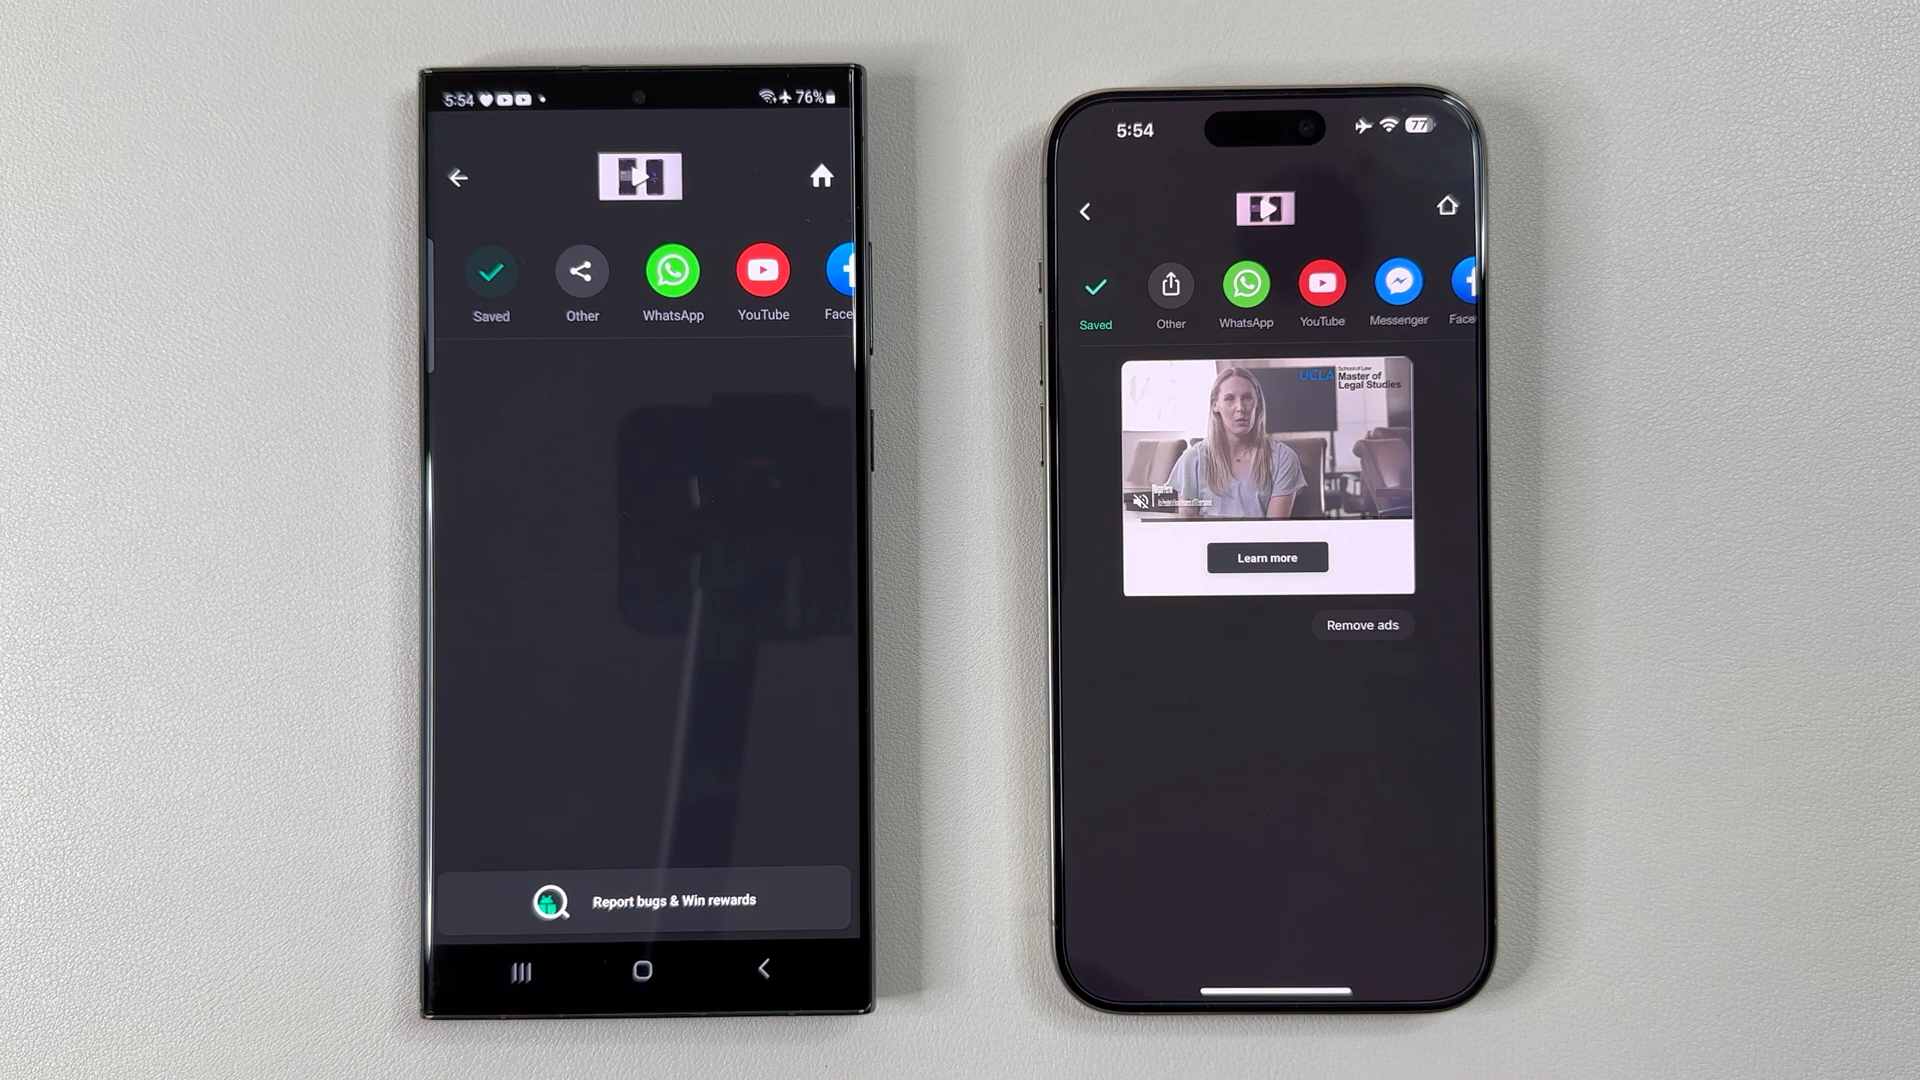 5:54
76%
Saved
Other
WhatsApp
YouTube
Face
Report bugs & Win rewards
5:54
77
Saved
Other
WhatsApp
YouTube
Messenger
Face
UCLA
School of Law
Master of
Legal Studies
Learn more
Remove ads